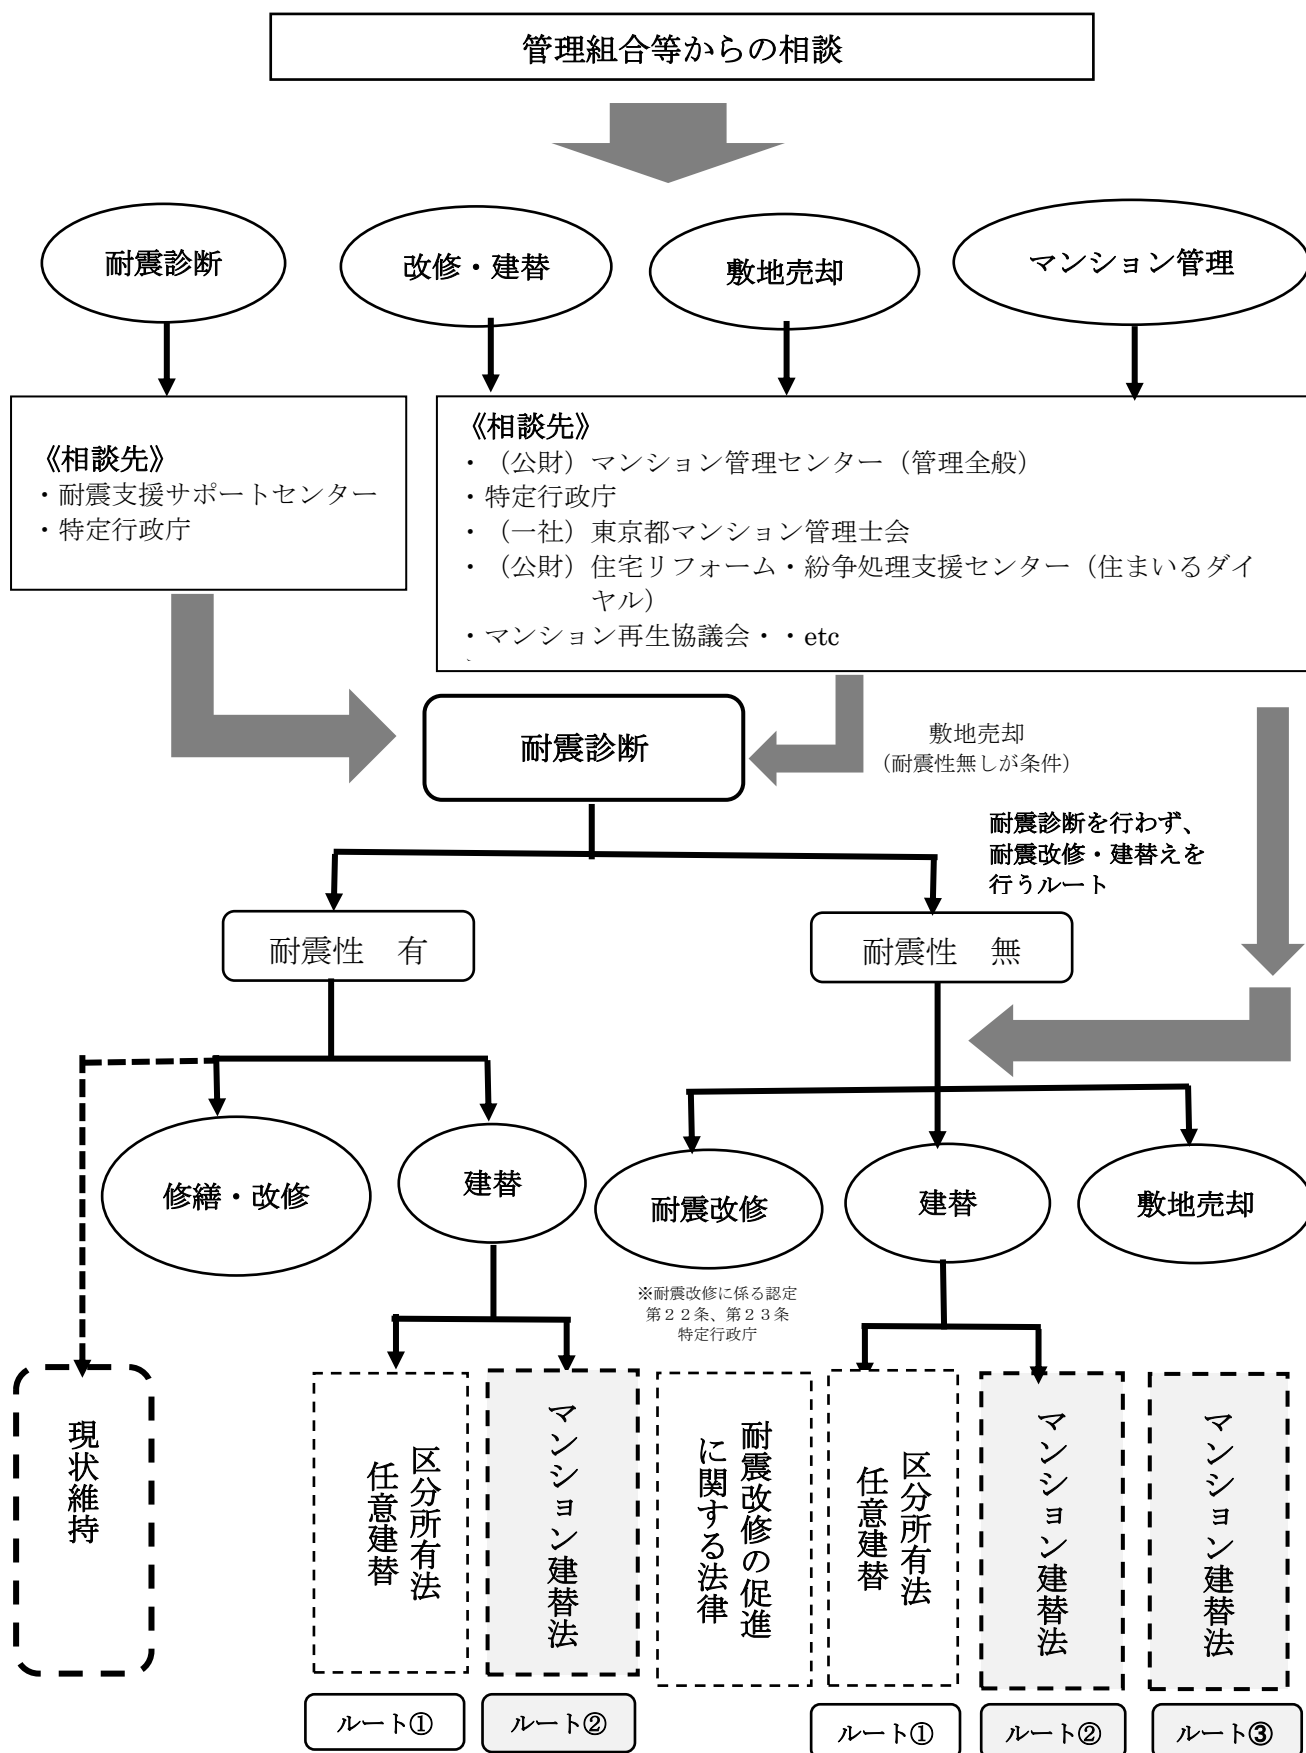 管理組合等からの相談
耐震診断
改修・建替
敷地売却
マンション管理
《相談先》
・耐震支援サポートセンター
・特定行政庁
《相談先》
・（公財）マンション管理センター（管理全般）
・特定行政庁
・（一社）東京都マンション管理士会
・（公財）住宅リフォーム・紛争処理支援センター（住まいるダイ
ヤル）
・マンション再生協議会・・etc
耐震診断
敷地売却
（耐震性無しが条件）
耐震診断を行わず、
耐震改修・建替えを
行うルート
耐震性　有
耐震性　無
修繕・改修
建替
耐震改修
建替
敷地売却
※耐震改修に係る認定
第２２条、第２３条
特定行政庁
現状維持
区分所有法
任意建替
マンション建替法
耐震改修の促進
に関する法律
区分所有法
任意建替
マンション建替法
マンション建替法
ルート①
ルート②
ルート①
ルート②
ルート③